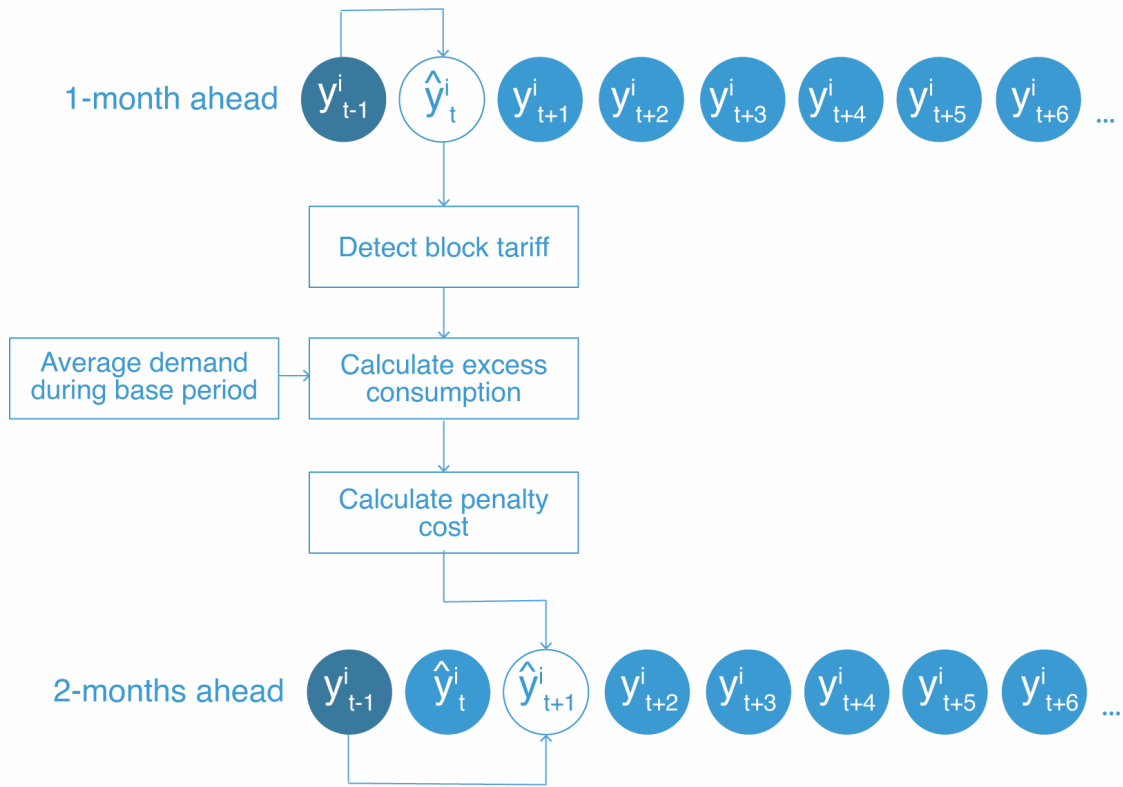 1-month ahead y^i_{t-1} ŷ^i_t y^i_{t+1} y^i_{t+2} y^i_{t+3} y^i_{t+4} y^i_{t+5} y^i_{t+6} ...
Detect block tariff
Average demand
during base period
Calculate excess
consumption
Calculate penalty
cost
2-months ahead y^i_{t-1} ŷ^i_t ŷ^i_{t+1} y^i_{t+2} y^i_{t+3} y^i_{t+4} y^i_{t+5} y^i_{t+6} ...